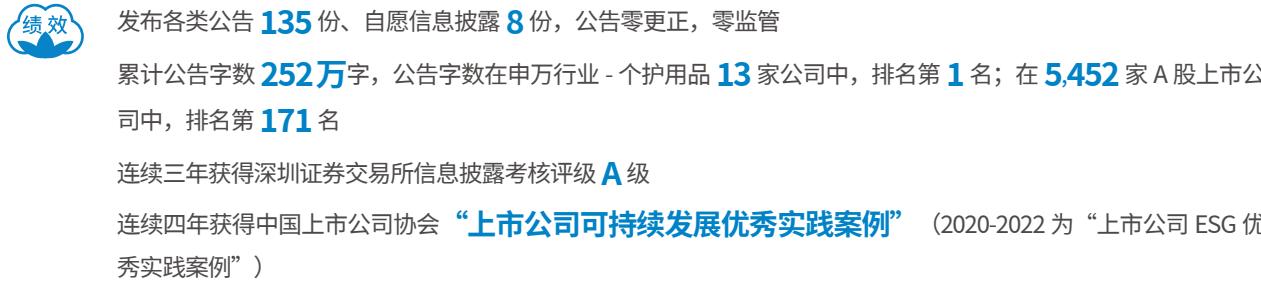 绩效
发布各类公告 135 份、自愿信息披露 8 份，公告零更正，零监管
累计公告字数 252 万字，公告字数在申万行业 - 个护用品 13 家公司中，排名第 1 名；在 5,452 家 A 股上市公
司中，排名第 171 名
连续三年获得深圳证券交易所信息披露考核评级 A 级
连续四年获得中国上市公司协会“上市公司可持续发展优秀实践案例”（2020-2022 为“上市公司 ESG 优
秀实践案例”）